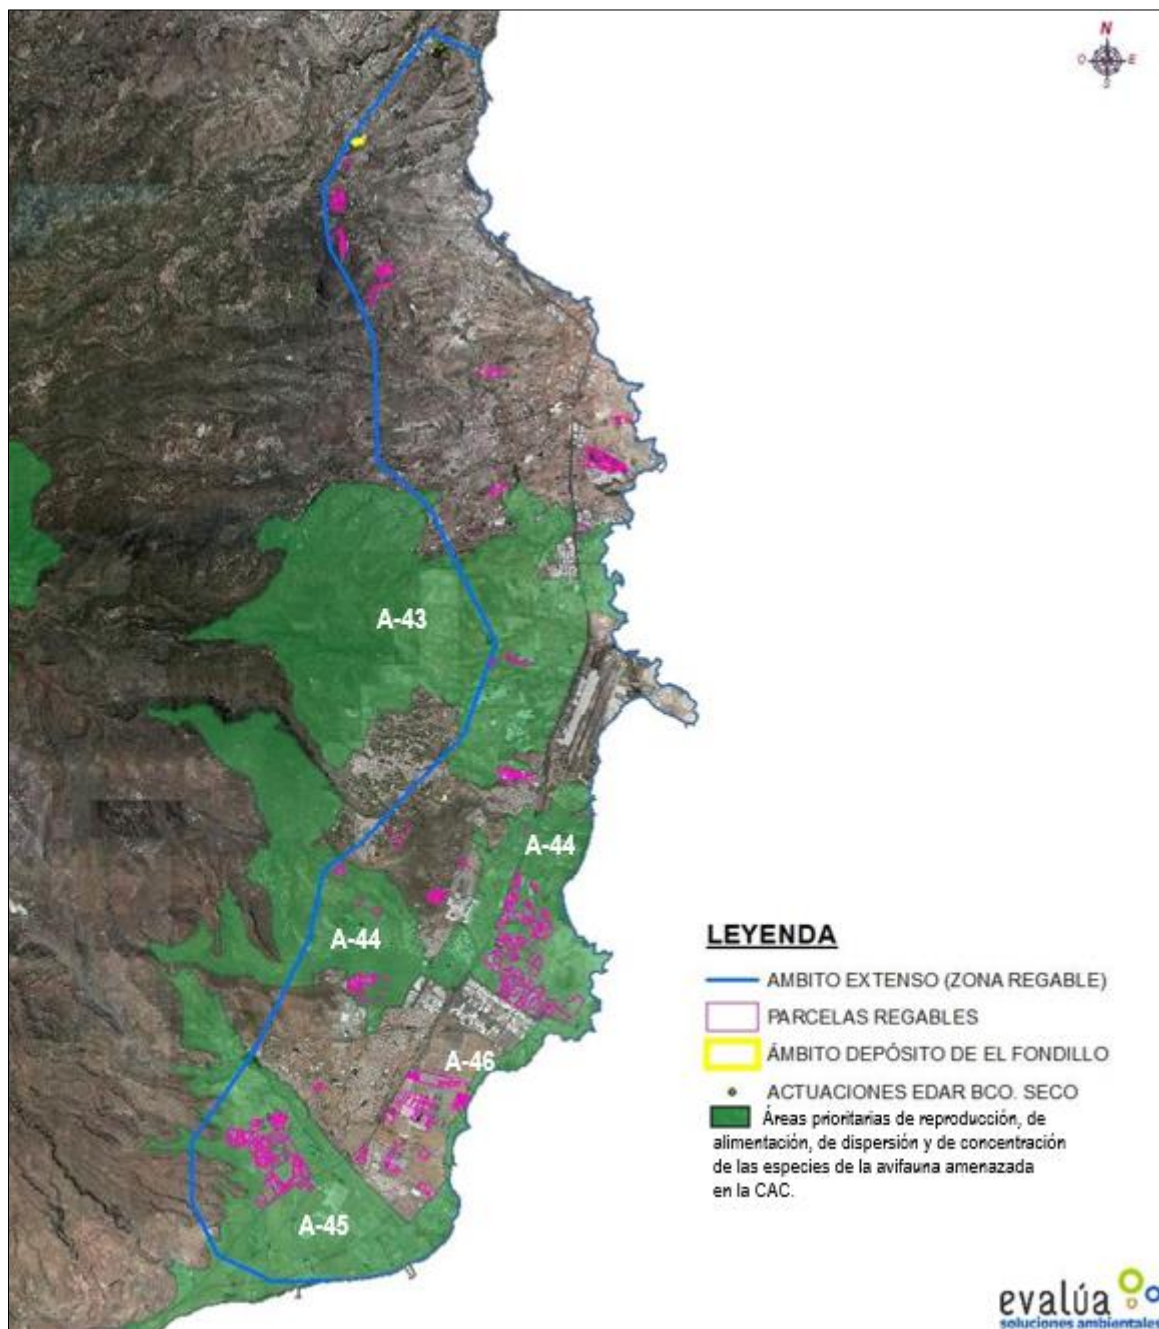 N
O
E
S
A-43
A-44
A-44
A-46
A-45
LEYENDA
AMBITO EXTENSO (ZONA REGABLE)
PARCELAS REGABLES
ÁMBITO DEPÓSITO DE EL FONDILLO
ACTUACIONES EDAR BCO. SECO
Áreas prioritarias de reproducción, de
alimentación, de dispersión y de concentración
de las especies de la avifauna amenazada
en la CAC.
evalúa
soluciones ambientales